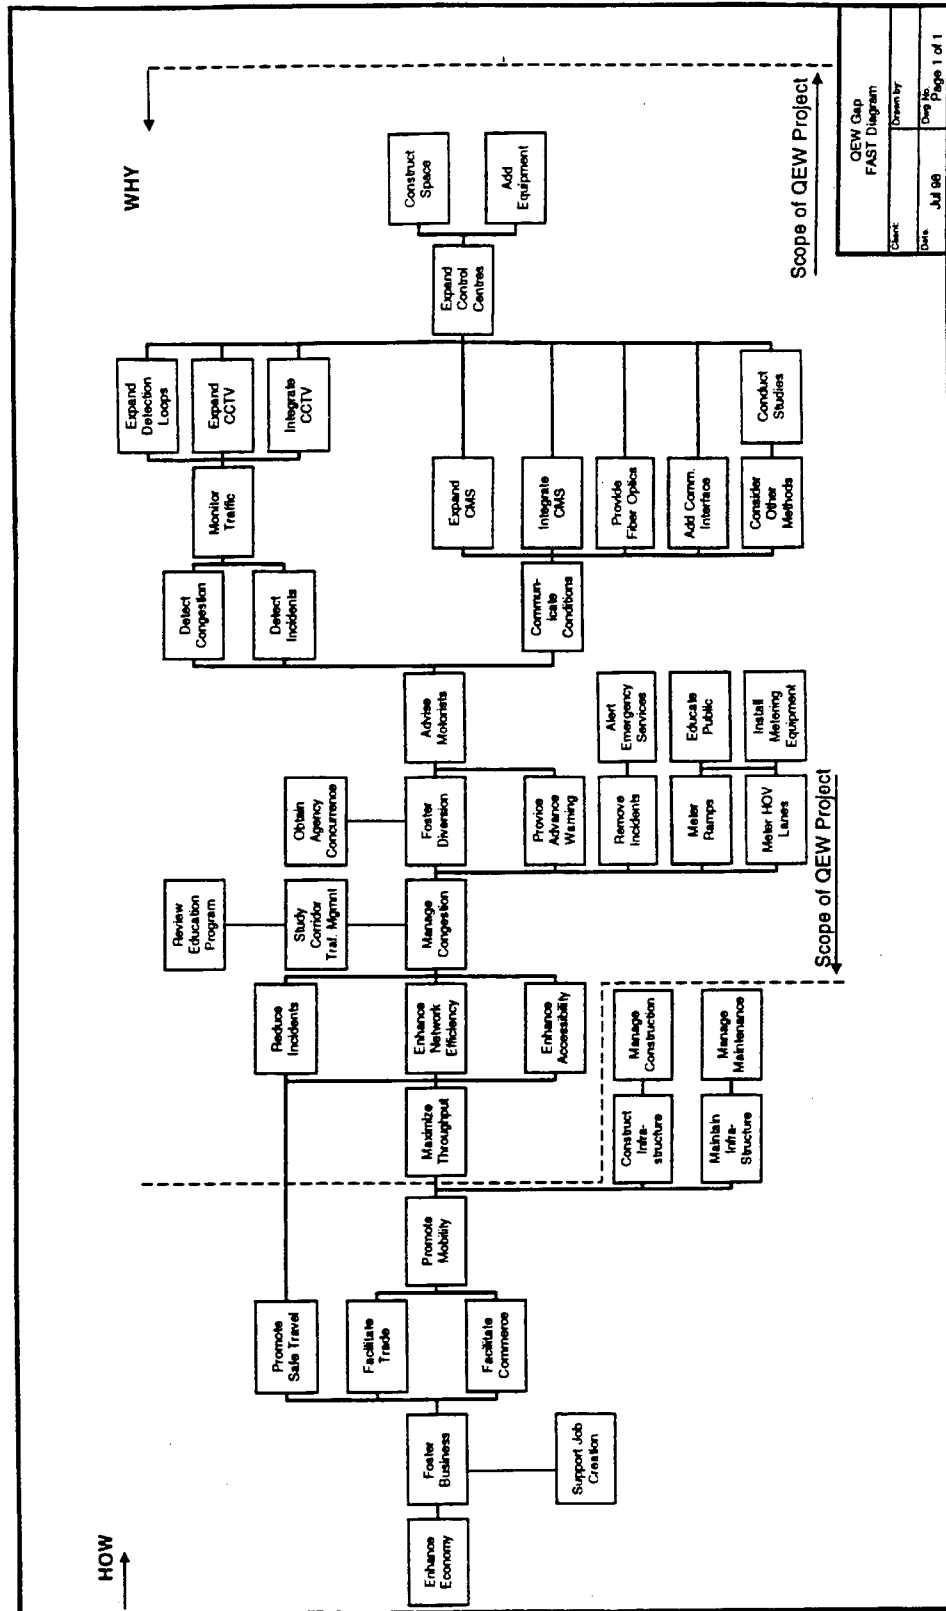 HOW
WHY
Enhance
Economy
Foster
Business
Support Job
Creation
Promote
Safe Travel
Facilitate
Trade
Facilitate
Commerce
Promote
Mobility
Maximize
Throughput
Construct
Infra-
structure
Maintain
Infra-
Structure
Manage
Construction
Manage
Maintenance
Reduce
Incidents
Enhance
Network
Efficiency
Enhance
Accessibility
Review
Education
Program
Study
Corridor
Traf. Mgmnt
Manage
Congestion
Obtain
Agency
Concurrence
Foster
Diversion
Provice
Advance
Warning
Remove
Incidents
Meter
Ramps
Meter HOV
Lanes
Advise
Motorists
Alert
Emergency
Services
Educate
Public
Install
Metering
Equipment
Detect
Congestion
Detect
Incidents
Commun-
icate
Conditions
Monitor
Traffic
Expand
CMS
Integrate
CMS
Provide
Fiber Optics
Add Comm.
Interface
Consider
Other
Methods
Expand
Detection
Loops
Expand
CCTV
Integrate
CCTV
Conduct
Studies
Expand
Control
Centres
Construct
Space
Add
Equipment
Scope of QEW Project
Scope of QEW Project
QEW Gap
FAST Diagram
Client:
Drawn by:
Date:
Jul 98
Dwg No.
Page 1 of 1